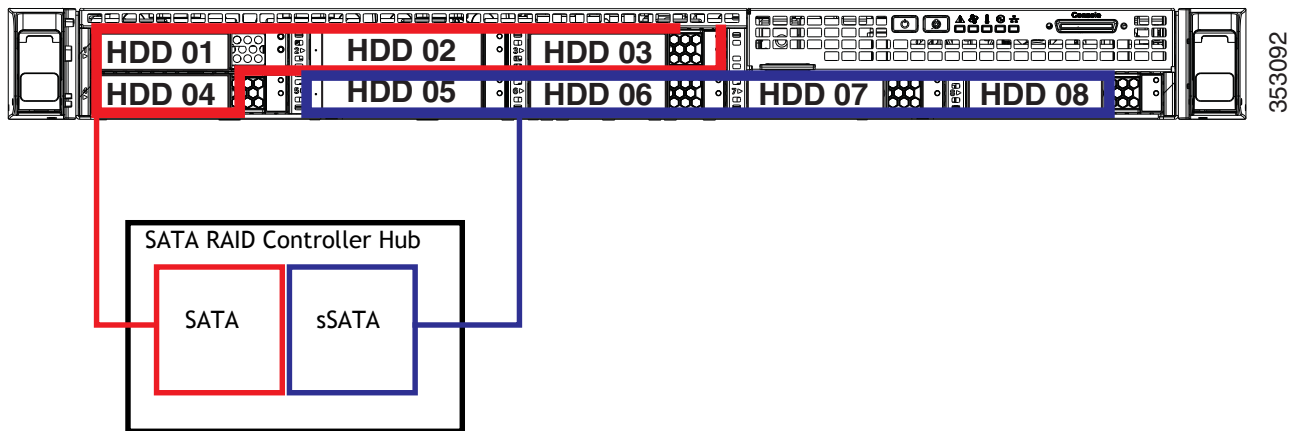 Console
HDD 01
HDD 02
HDD 03
HDD 04
HDD 05
HDD 06
HDD 07
HDD 08
353092
SATA RAID Controller Hub
SATA
sSATA